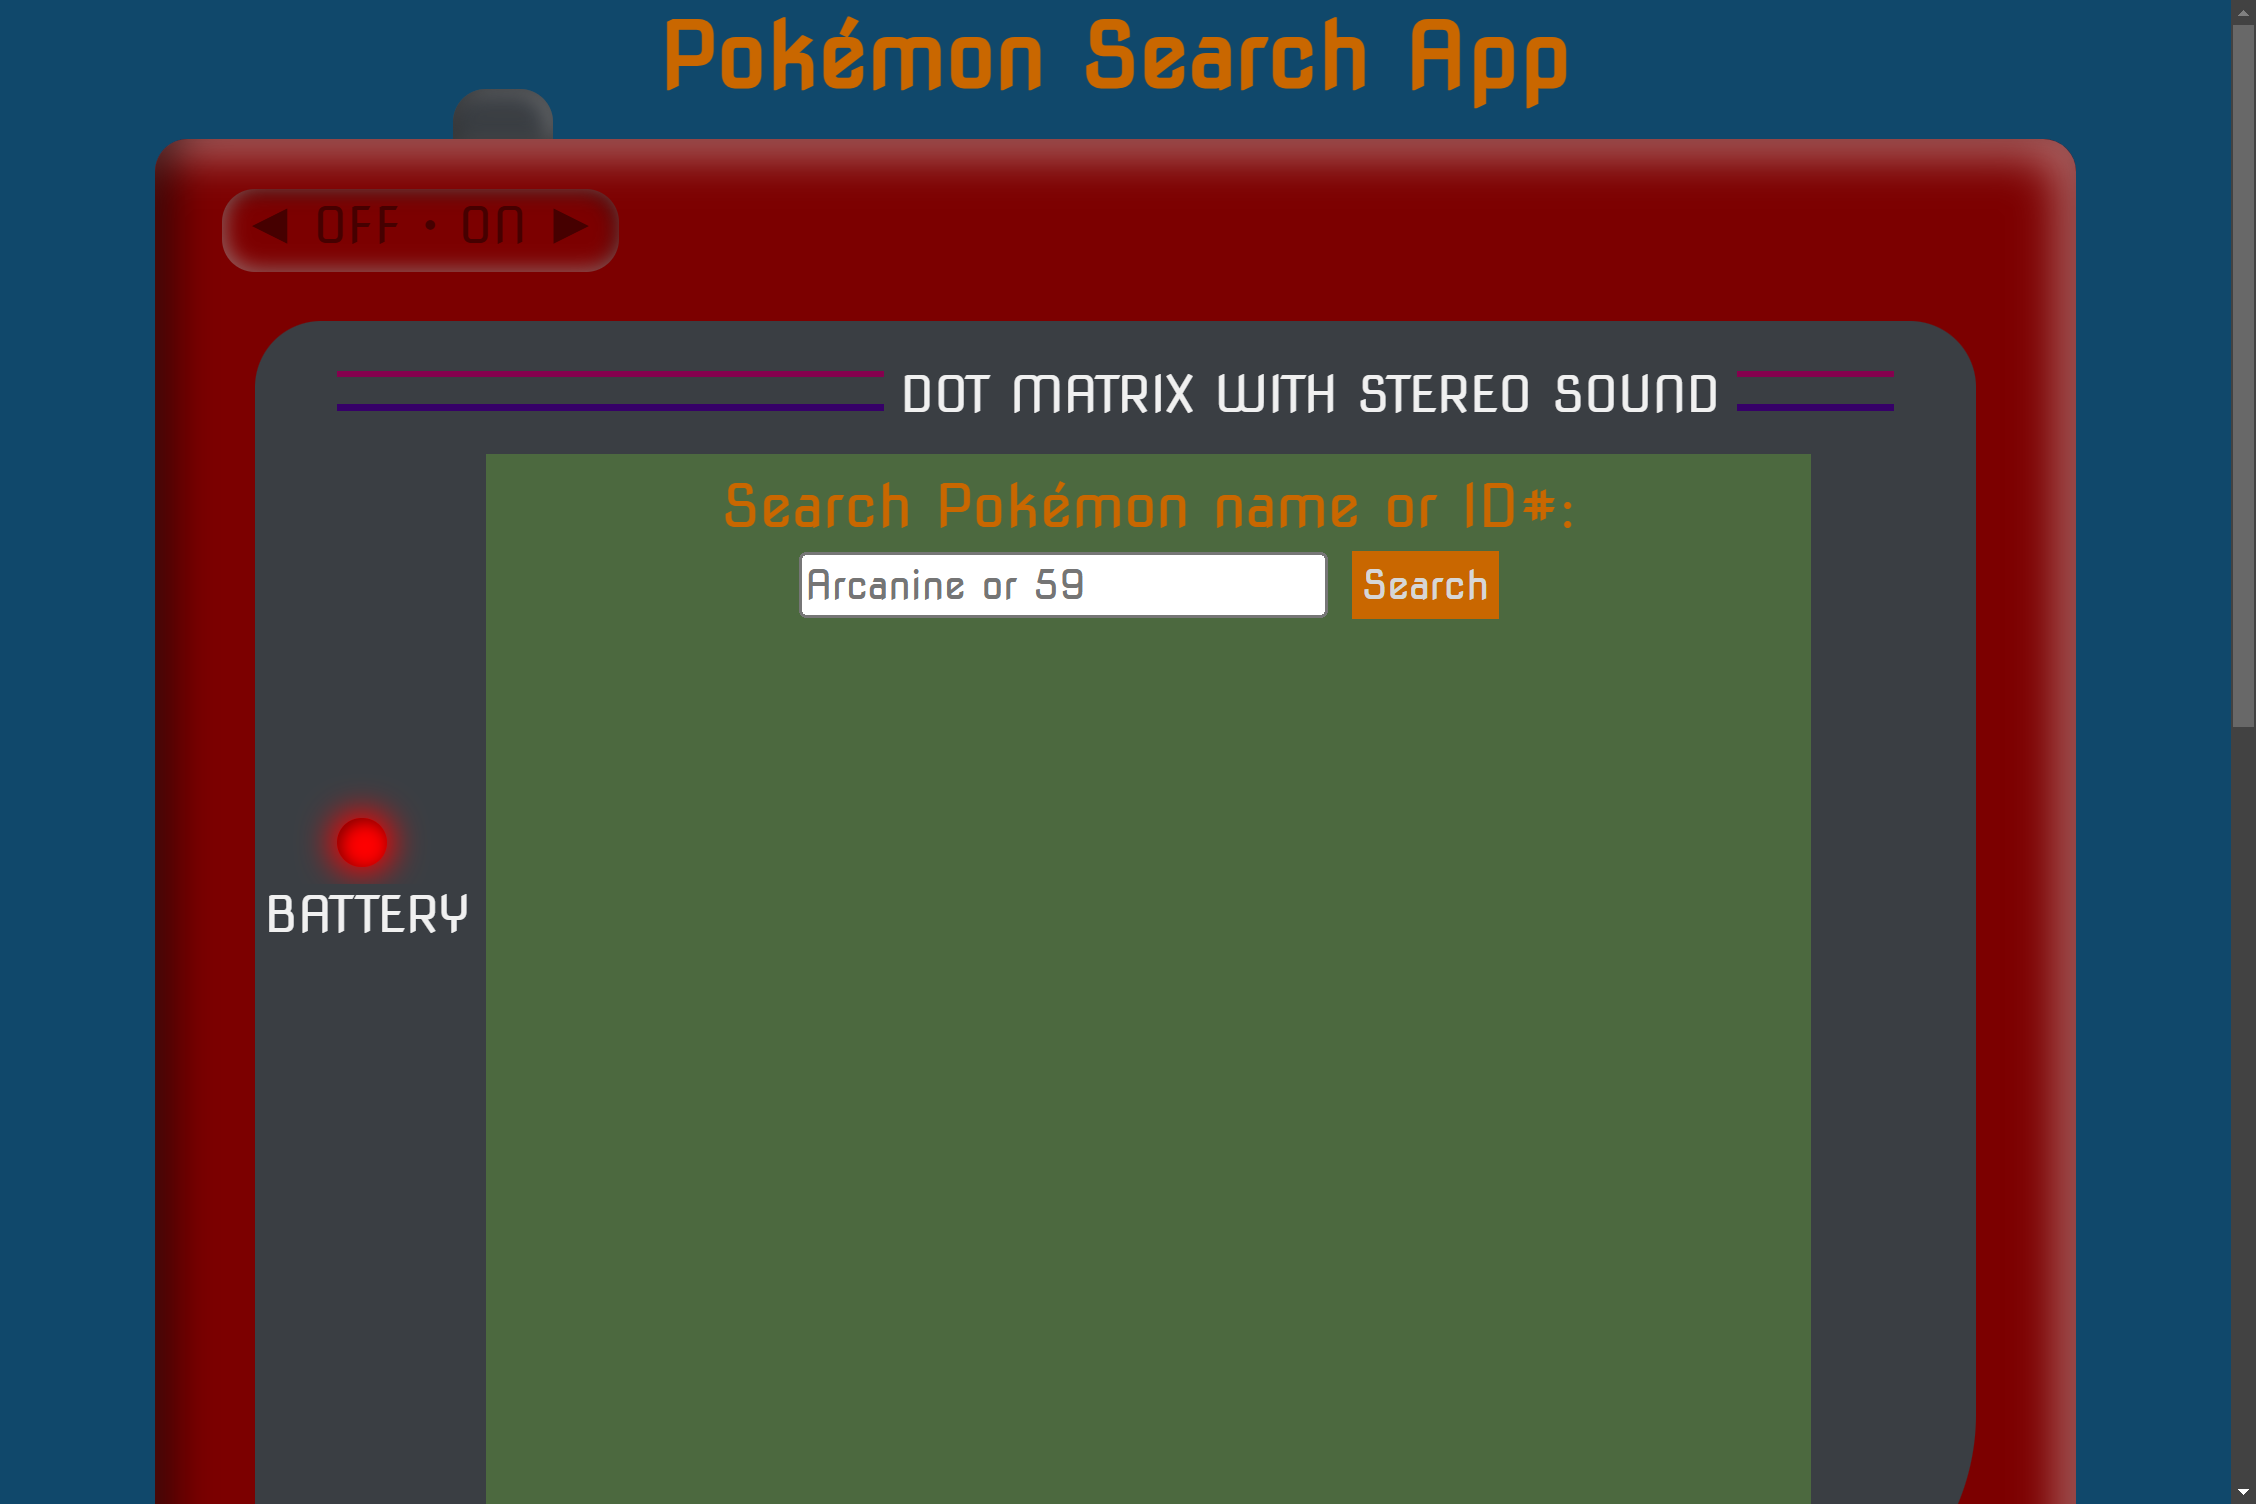 Pokémon Search App
◀ OFF • ON ▶
DOT MATRIX WITH STEREO SOUND
Search Pokémon name or ID#:
Arcanine or 59
Search
BATTERY